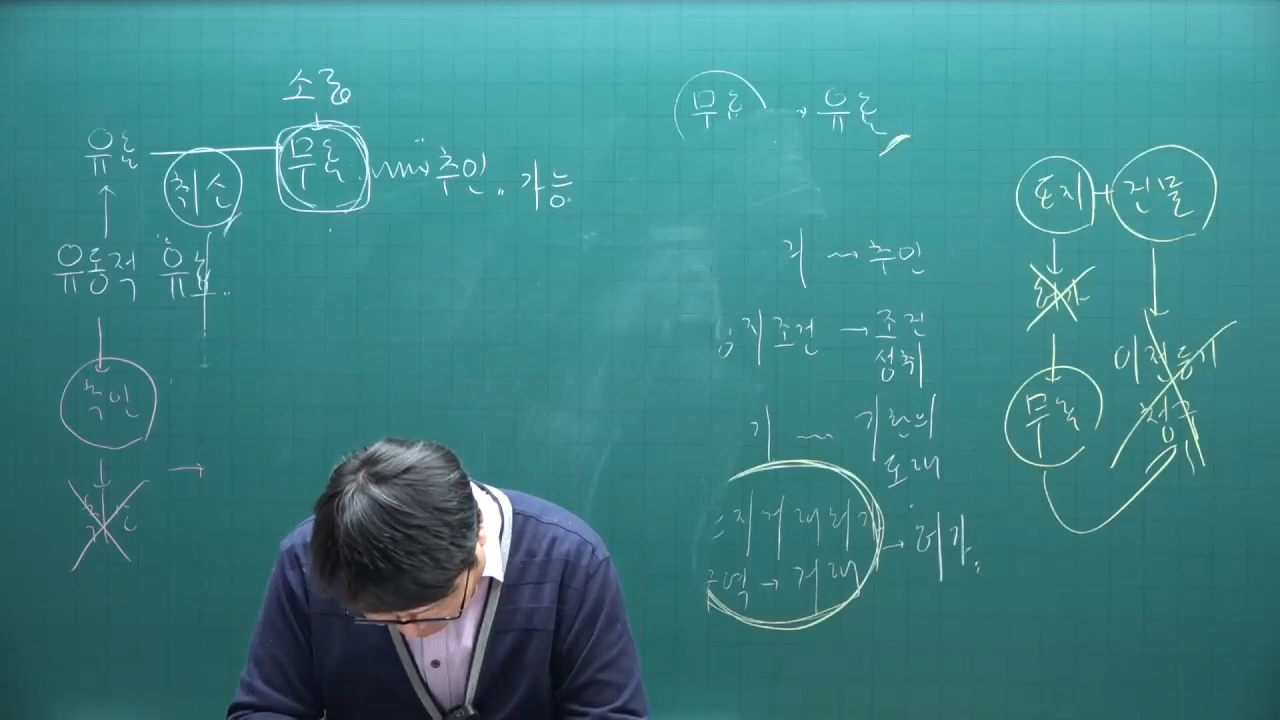 소급
유효
무효
취소
추인.. 가능
유동적 유효..
추인
무효 → 유효
추인
정지조건 → 조건
성취
기한의
도래
토지거래허가
구역 → 거래
→ 허가
토지 + 건물
허가
무효
이전등기
청구